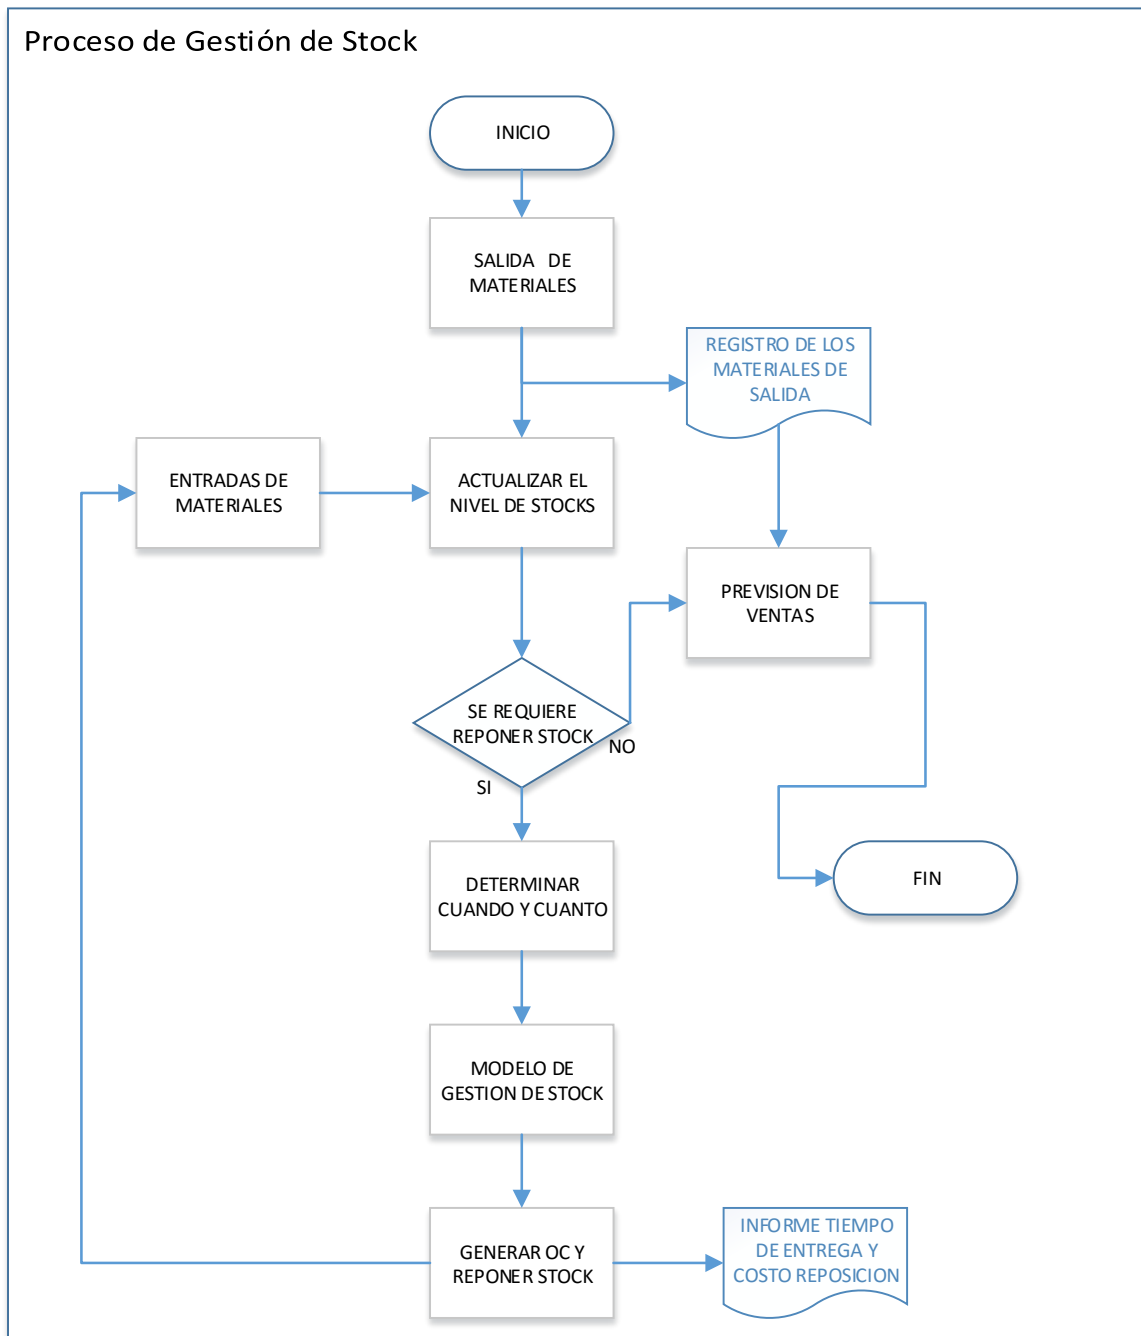 Proceso de Gestión de Stock
INICIO
SALIDA DE
MATERIALES
REGISTRO DE LOS
MATERIALES DE
SALIDA
ENTRADAS DE
MATERIALES
ACTUALIZAR EL
NIVEL DE STOCKS
PREVISION DE
VENTAS
SE REQUIERE
REPONER STOCK
NO
SI
DETERMINAR
CUANDO Y CUANTO
FIN
MODELO DE
GESTION DE STOCK
GENERAR OC Y
REPONER STOCK
INFORME TIEMPO
DE ENTREGA Y
COSTO REPOSICION